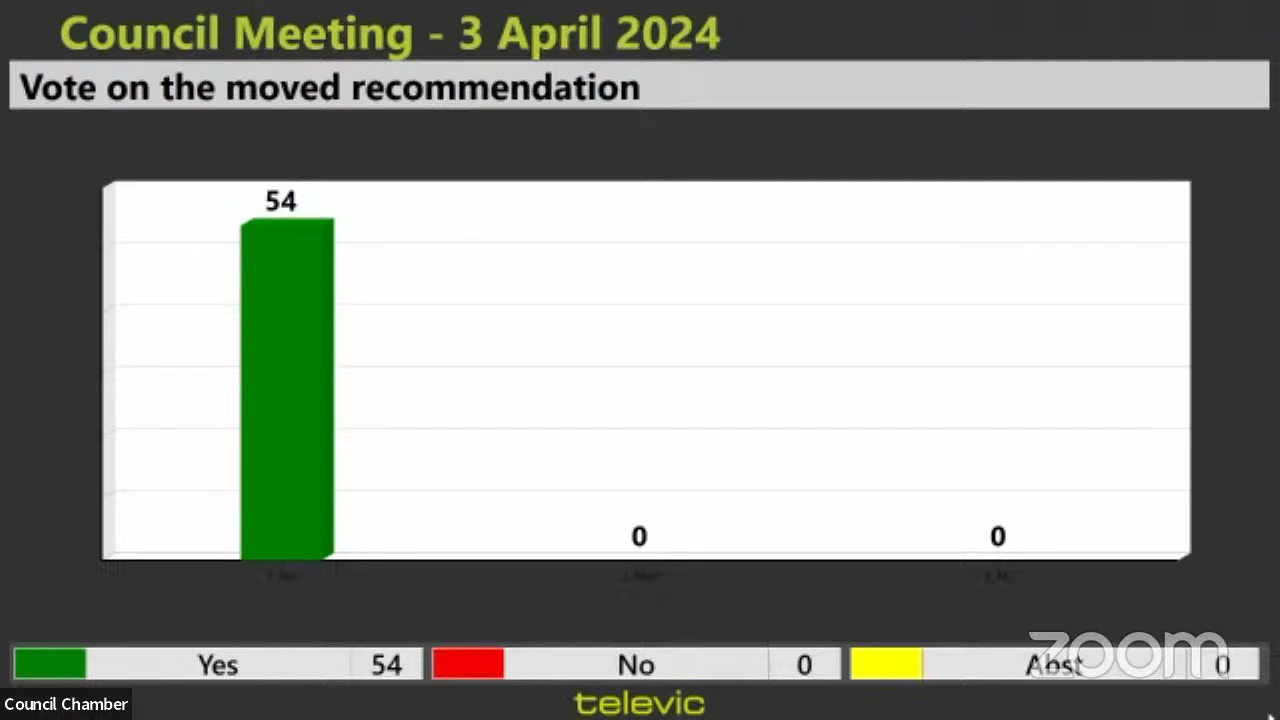 Council Meeting - 3 April 2024
Vote on the moved recommendation
54
0
0
Yes 54 No 0 Abst 0
zoom
televic
Council Chamber